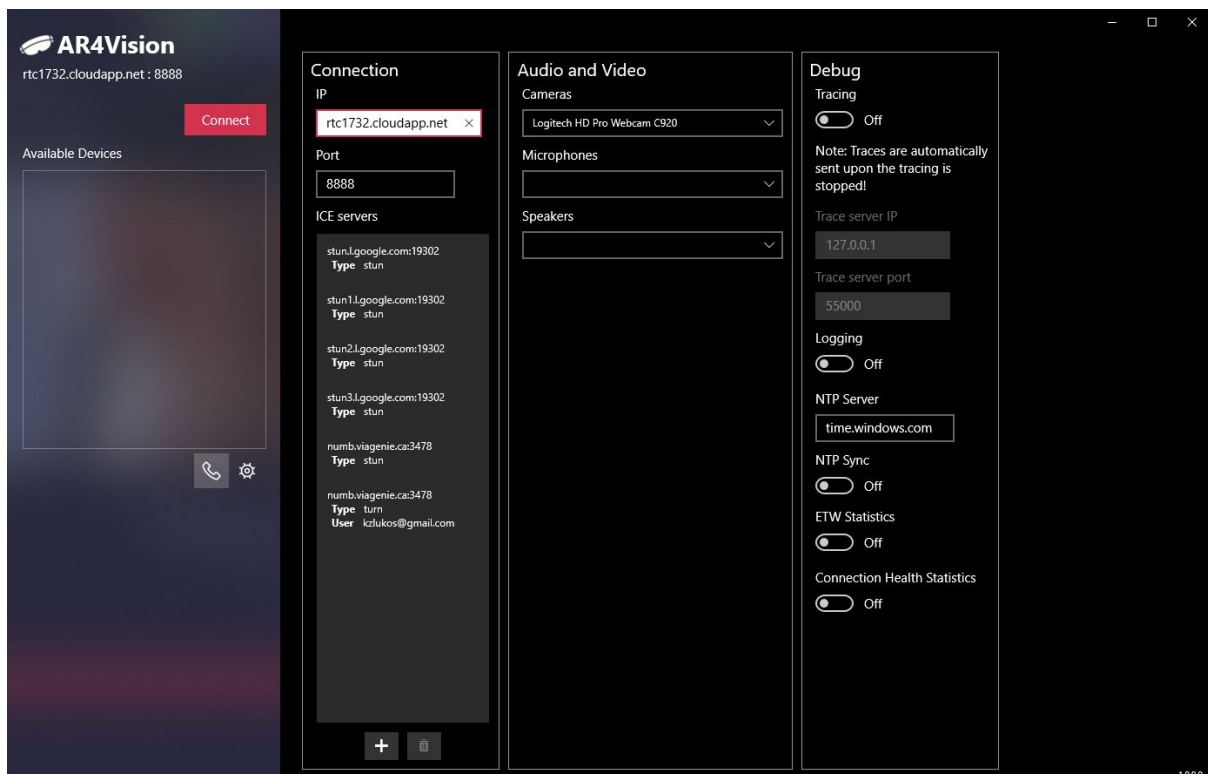 AR4Vision
rtc1732.cloudapp.net : 8888
Connect
Available Devices
Connection
IP
rtc1732.cloudapp.net
Port
8888
ICE servers
stun.l.google.com:19302
Type stun
stun1.l.google.com:19302
Type stun
stun2.l.google.com:19302
Type stun
stun3.l.google.com:19302
Type stun
numb.viagenie.ca:3478
Type stun
numb.viagenie.ca:3478
Type turn
User kzlukos@gmail.com
Audio and Video
Cameras
Logitech HD Pro Webcam C920
Microphones
Speakers
Debug
Tracing
Off
Note: Traces are automatically
sent upon the tracing is
stopped!
Trace server IP
127.0.0.1
Trace server port
55000
Logging
Off
NTP Server
time.windows.com
NTP Sync
Off
ETW Statistics
Off
Connection Health Statistics
Off